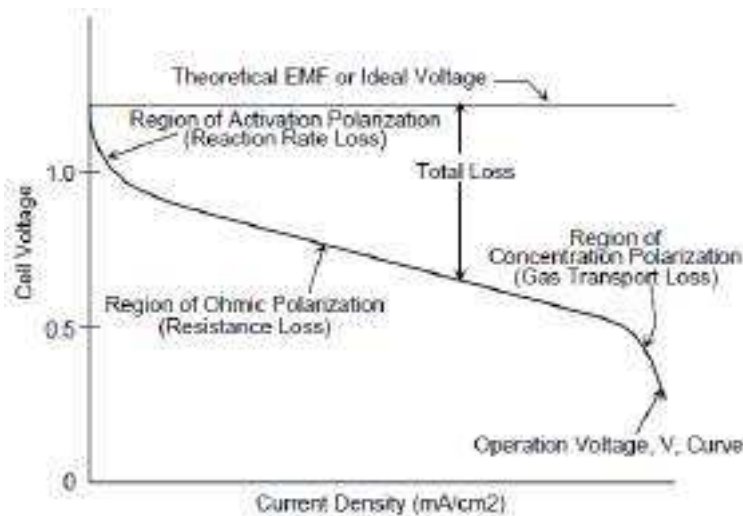 Theoretical EMF or Ideal Voltage
Region of Activation Polarization
(Reaction Rate Loss)
1.0
Total Loss
Cell Voltage
Region of
Concentration Polarization
(Gas Transport Loss)
Region of Ohmic Polarization
(Resistance Loss)
0.5
Operation Voltage, V, Curve
0
Current Density (mA/cm2)